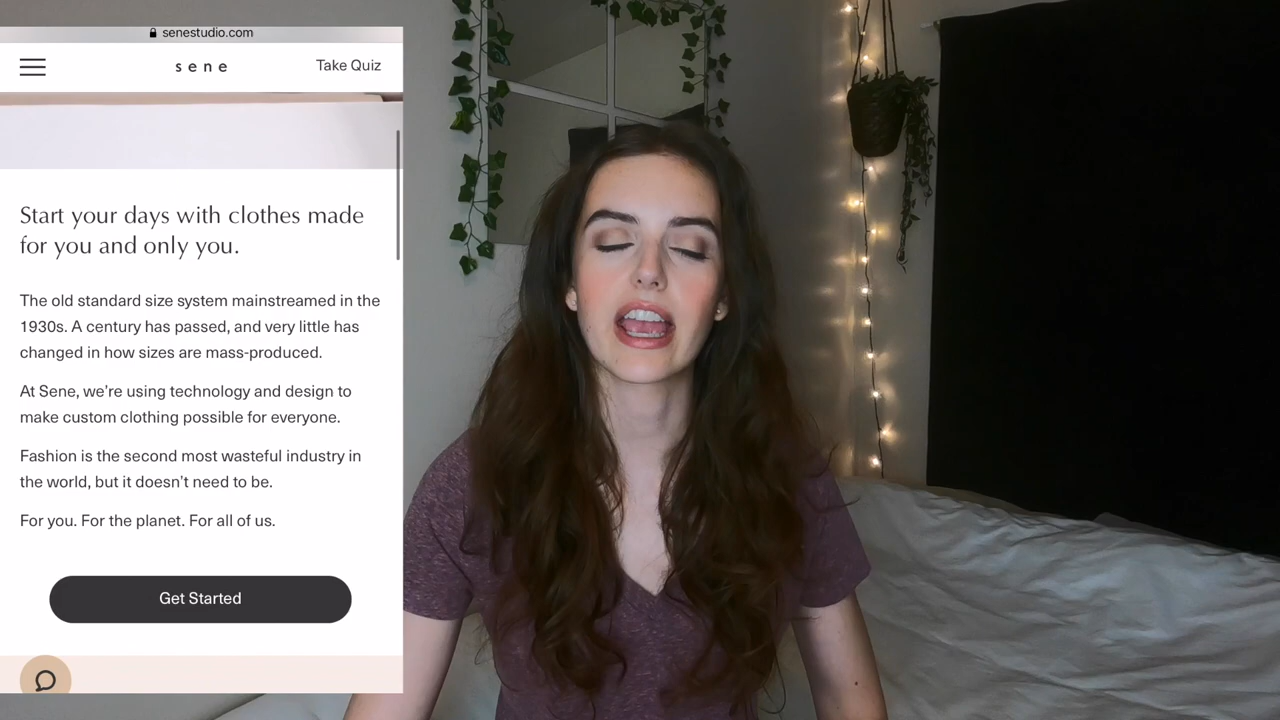 senestudio.com
sene
Take Quiz
Start your days with clothes made
for you and only you.
The old standard size system mainstreamed in the
1930s. A century has passed, and very little has
changed in how sizes are mass-produced.
At Sene, we’re using technology and design to
make custom clothing possible for everyone.
Fashion is the second most wasteful industry in
the world, but it doesn’t need to be.
For you. For the planet. For all of us.
Get Started